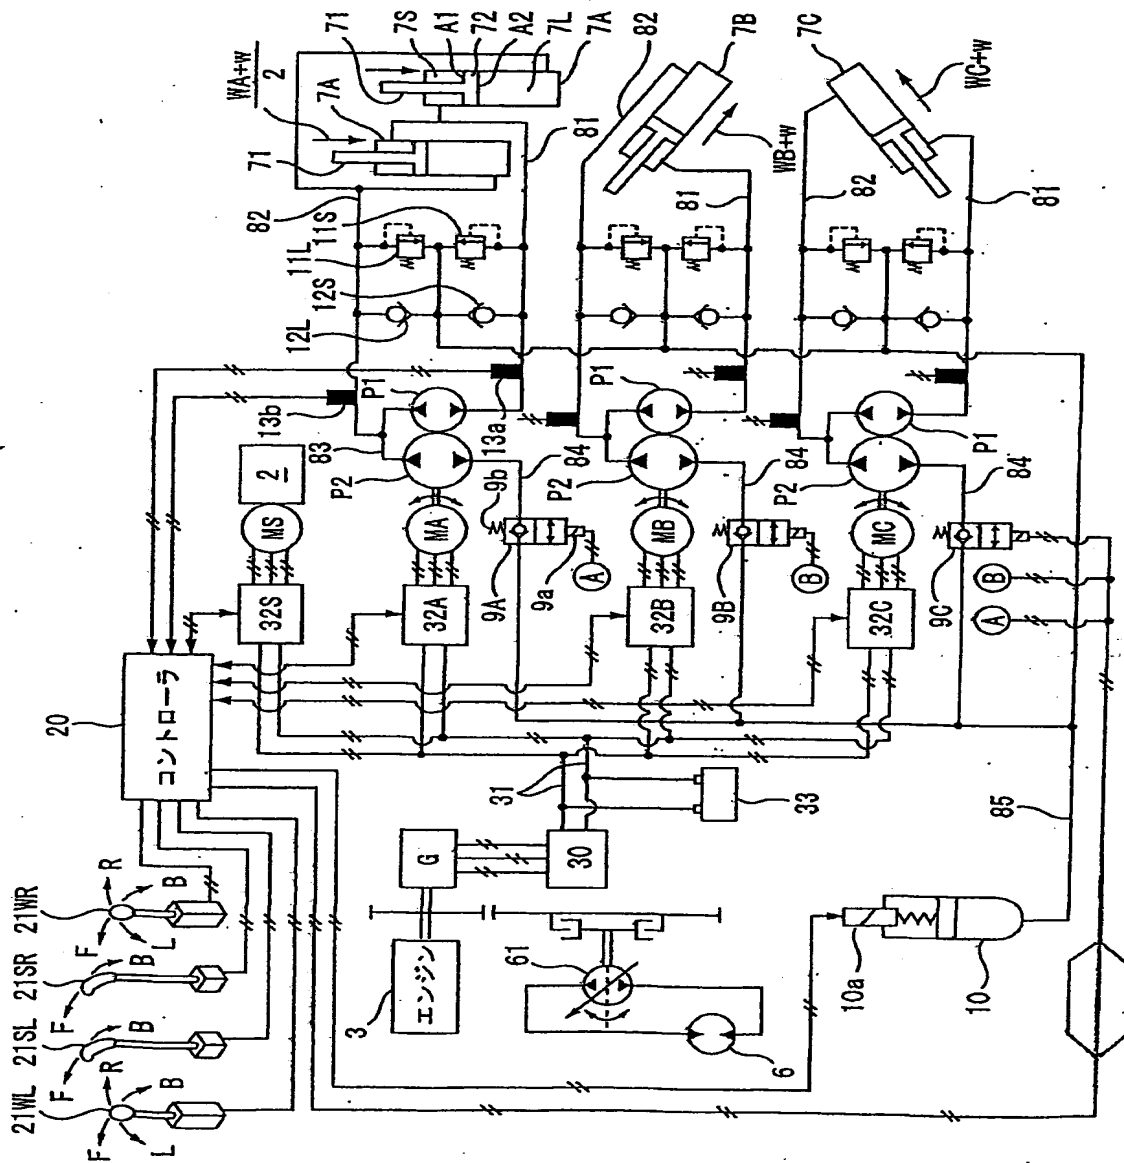 71
7S
A1
72
A2
7L
7A
WA+w
2
7A
71
81
82
11L
11S
12L
12S
82
7B
WB+w
81
7C
WC+w
82
81
13b
2
MS
32S
83
P2
P1
13a
MA
32A
84
9b
9A
9a
A
P1
P2
MB
32B
84
9B
B
P1
P2
MC
32C
84
9C
B
A
20
コントローラ
31
33
30
G
85
21WR
F
R
B
L
21SR
F
B
21SL
F
B
21WL
F
R
B
L
3
エンジン
61
6
10a
10